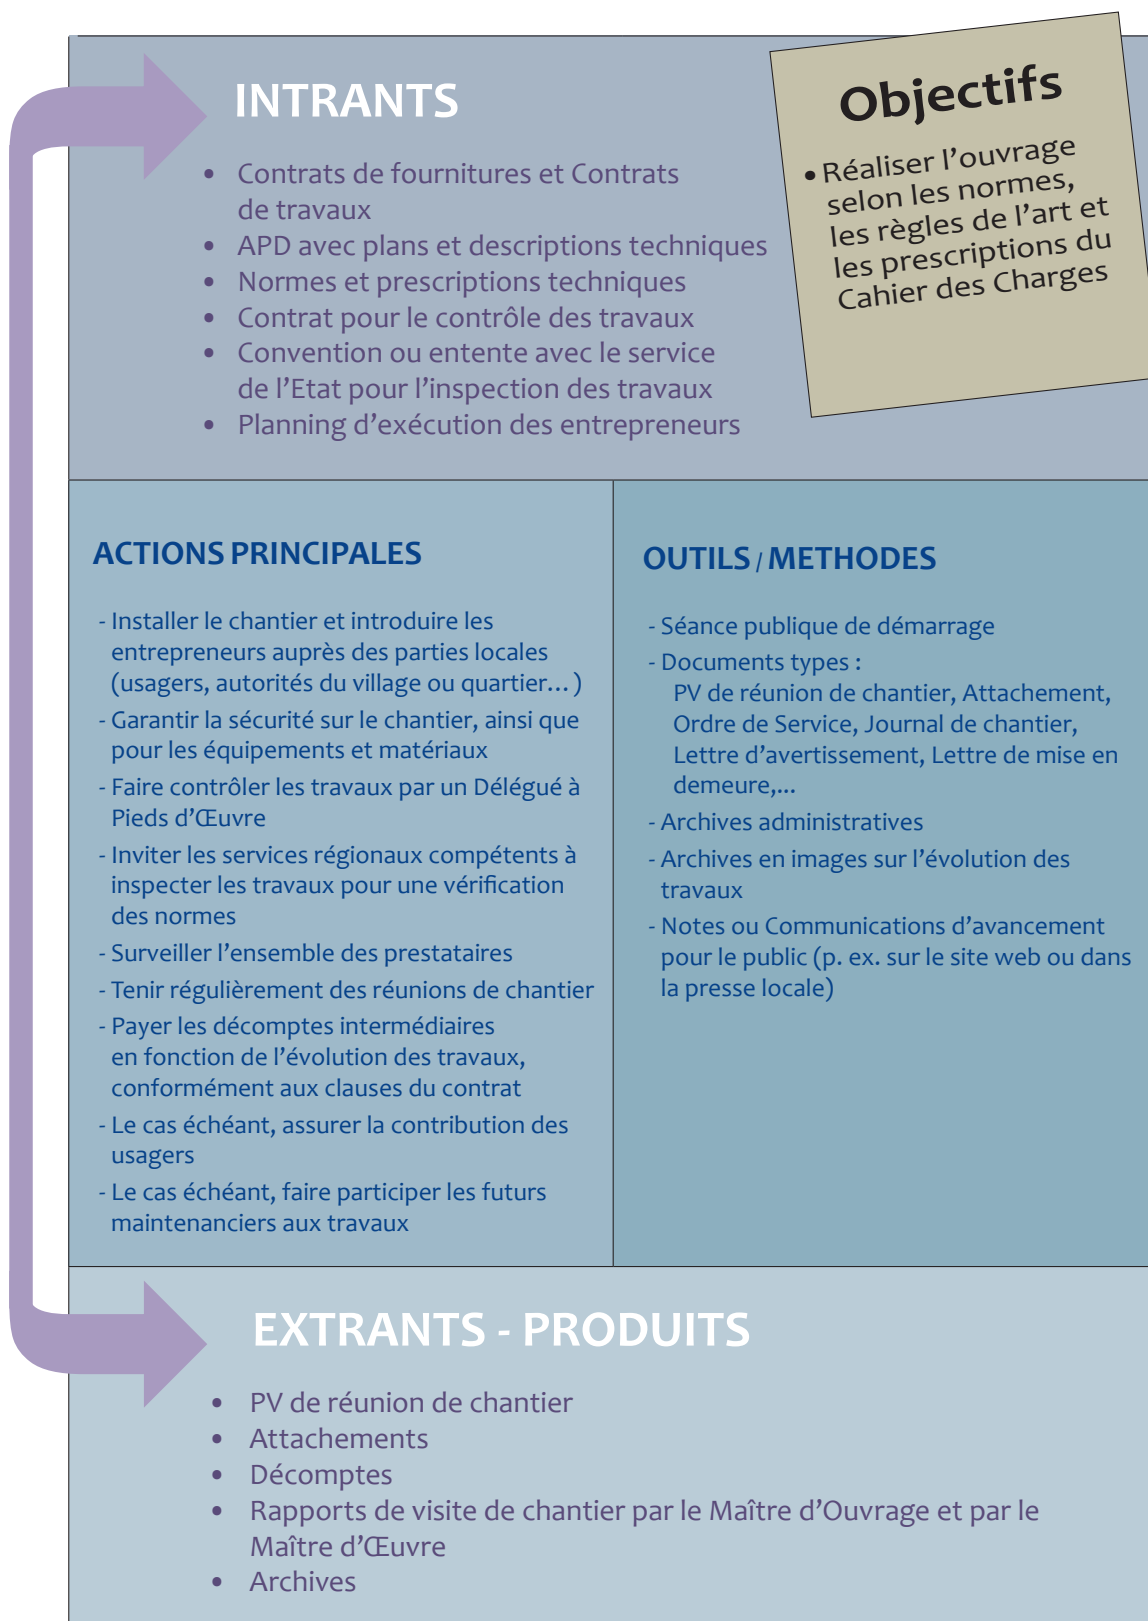 INTRANTS
• Contrats de fournitures et Contrats
de travaux
• APD avec plans et descriptions techniques
• Normes et prescriptions techniques
• Contrat pour le contrôle des travaux
• Convention ou entente avec le service
de l’Etat pour l’inspection des travaux
• Planning d’exécution des entrepreneurs
Objectifs
• Réaliser l’ouvrage
selon les normes,
les règles de l’art et
les prescriptions du
Cahier des Charges
ACTIONS PRINCIPALES
- Installer le chantier et introduire les
entrepreneurs auprès des parties locales
(usagers, autorités du village ou quartier… )
- Garantir la sécurité sur le chantier, ainsi que
pour les équipements et matériaux
- Faire contrôler les travaux par un Délégué à
Pieds d’Œuvre
- Inviter les services régionaux compétents à
inspecter les travaux pour une vérification
des normes
- Surveiller l’ensemble des prestataires
- Tenir régulièrement des réunions de chantier
- Payer les décomptes intermédiaires
en fonction de l’évolution des travaux,
conformément aux clauses du contrat
- Le cas échéant, assurer la contribution des
usagers
- Le cas échéant, faire participer les futurs
maintenanciers aux travaux
OUTILS / METHODES
- Séance publique de démarrage
- Documents types :
PV de réunion de chantier, Attachement,
Ordre de Service, Journal de chantier,
Lettre d’avertissement, Lettre de mise en
demeure,...
- Archives administratives
- Archives en images sur l’évolution des
travaux
- Notes ou Communications d’avancement
pour le public (p. ex. sur le site web ou dans
la presse locale)
EXTRANTS - PRODUITS
• PV de réunion de chantier
• Attachements
• Décomptes
• Rapports de visite de chantier par le Maître d’Ouvrage et par le
Maître d’Œuvre
• Archives